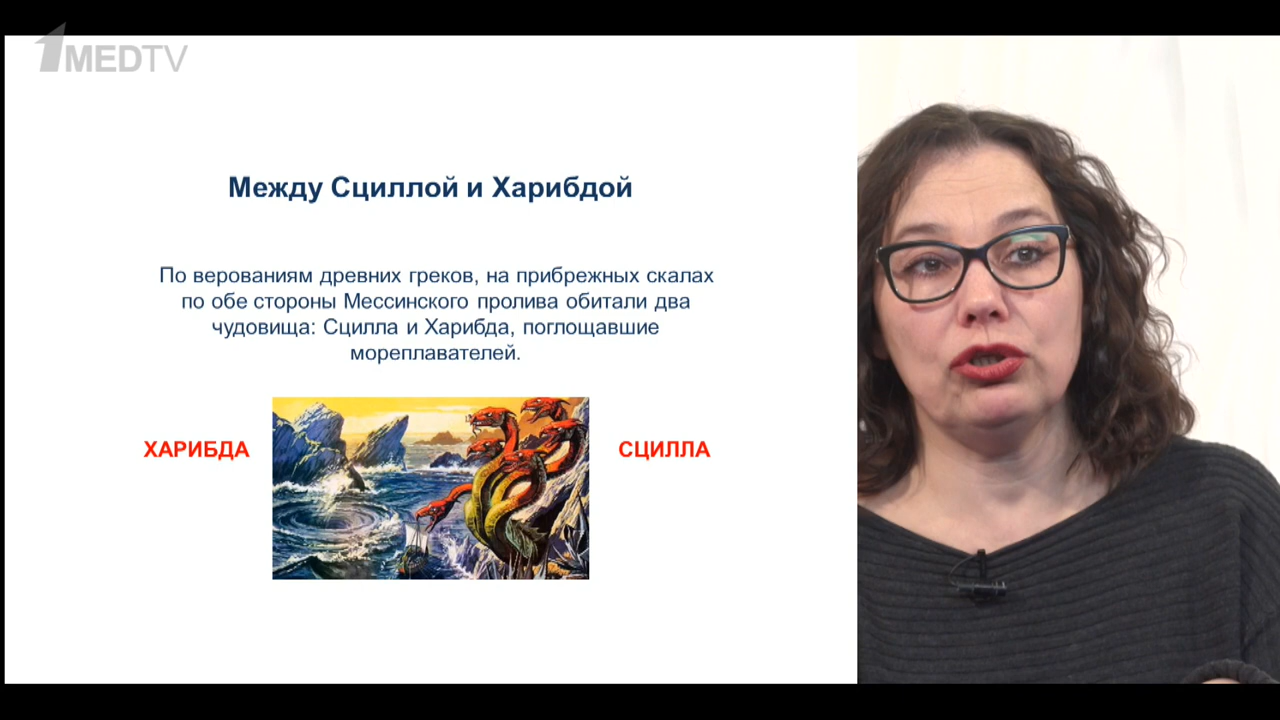 1MEDTV
Между Сциллой и Харибдой
По верованиям древних греков, на прибрежных скалах
по обе стороны Мессинского пролива обитали два
чудовища: Сцилла и Харибда, поглощавшие
мореплавателей.
ХАРИБДА
СЦИЛЛА